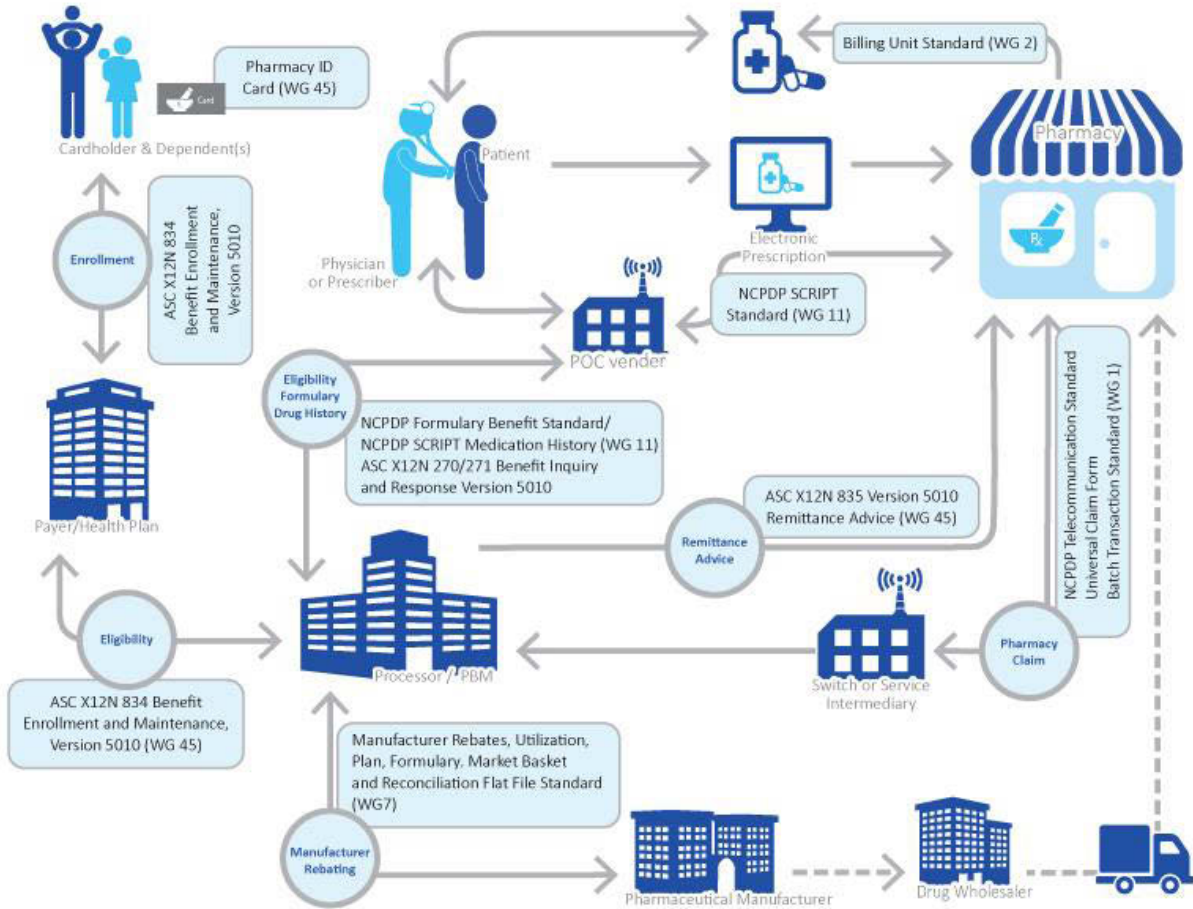 Billing Unit Standard (WG 2)
Pharmacy ID
Card (WG 45)
Card
Cardholder & Dependent(s)
Pharmacy
Patient
Electronic
Prescription
Physician
or Prescriber
Enrollment
ASC X12N 834
Benefit Enrollment
and Maintenance,
Version 5010
Rx
NCPDP SCRIPT
Standard (WG 11)
POC vender
Eligibility
Formulary
Drug History
NCPDP Formulary Benefit Standard/
NCPDP SCRIPT Medication History (WG 11)
ASC X12N 270/271 Benefit Inquiry
and Response Version 5010
NCPDP Telecommunication Standard
Universal Claim Form
Batch Transaction Standard (WG 1)
Payer/Health Plan
ASC X12N 835 Version 5010
Remittance Advice (WG 45)
Remittance
Advice
Eligibility
ASC X12N 834 Benefit
Enrollment and Maintenance,
Version 5010 (WG 45)
Processor / PBM
Switch or Service
Intermediary
Pharmacy
Claim
Manufacturer Rebates, Utilization,
Plan, Formulary. Market Basket
and Reconciliation Flat File Standard
(WG7)
Manufacturer
Rebating
Pharmaceutical Manufacturer
Drug Wholesaler